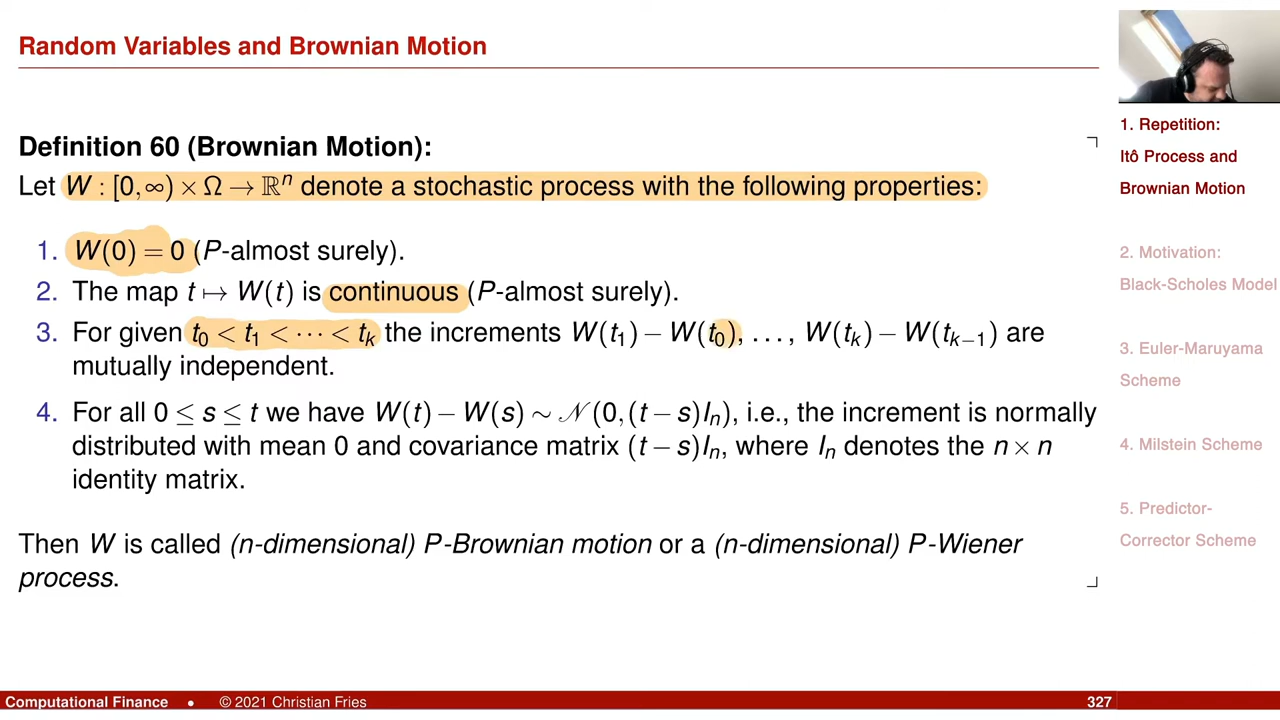 Random Variables and Brownian Motion
Definition 60 (Brownian Motion):
Let W : [0,∞) × Ω → ℝⁿ denote a stochastic process with the following properties:
1. W(0) = 0 (P-almost surely).
2. The map t ↦ W(t) is continuous (P-almost surely).
3. For given t₀ < t₁ < ⋯ < tₖ the increments W(t₁) − W(t₀), . . . , W(tₖ) − W(tₖ₋₁) are
mutually independent.
4. For all 0 ≤ s ≤ t we have W(t) − W(s) ∼ 𝒩(0, (t − s)Iₙ), i.e., the increment is normally
distributed with mean 0 and covariance matrix (t − s)Iₙ, where Iₙ denotes the n × n
identity matrix.
Then W is called (n-dimensional) P-Brownian motion or a (n-dimensional) P-Wiener
process.
1. Repetition:
Itô Process and
Brownian Motion
2. Motivation:
Black-Scholes Model
3. Euler-Maruyama
Scheme
4. Milstein Scheme
5. Predictor-
Corrector Scheme
Computational Finance • © 2021 Christian Fries 327